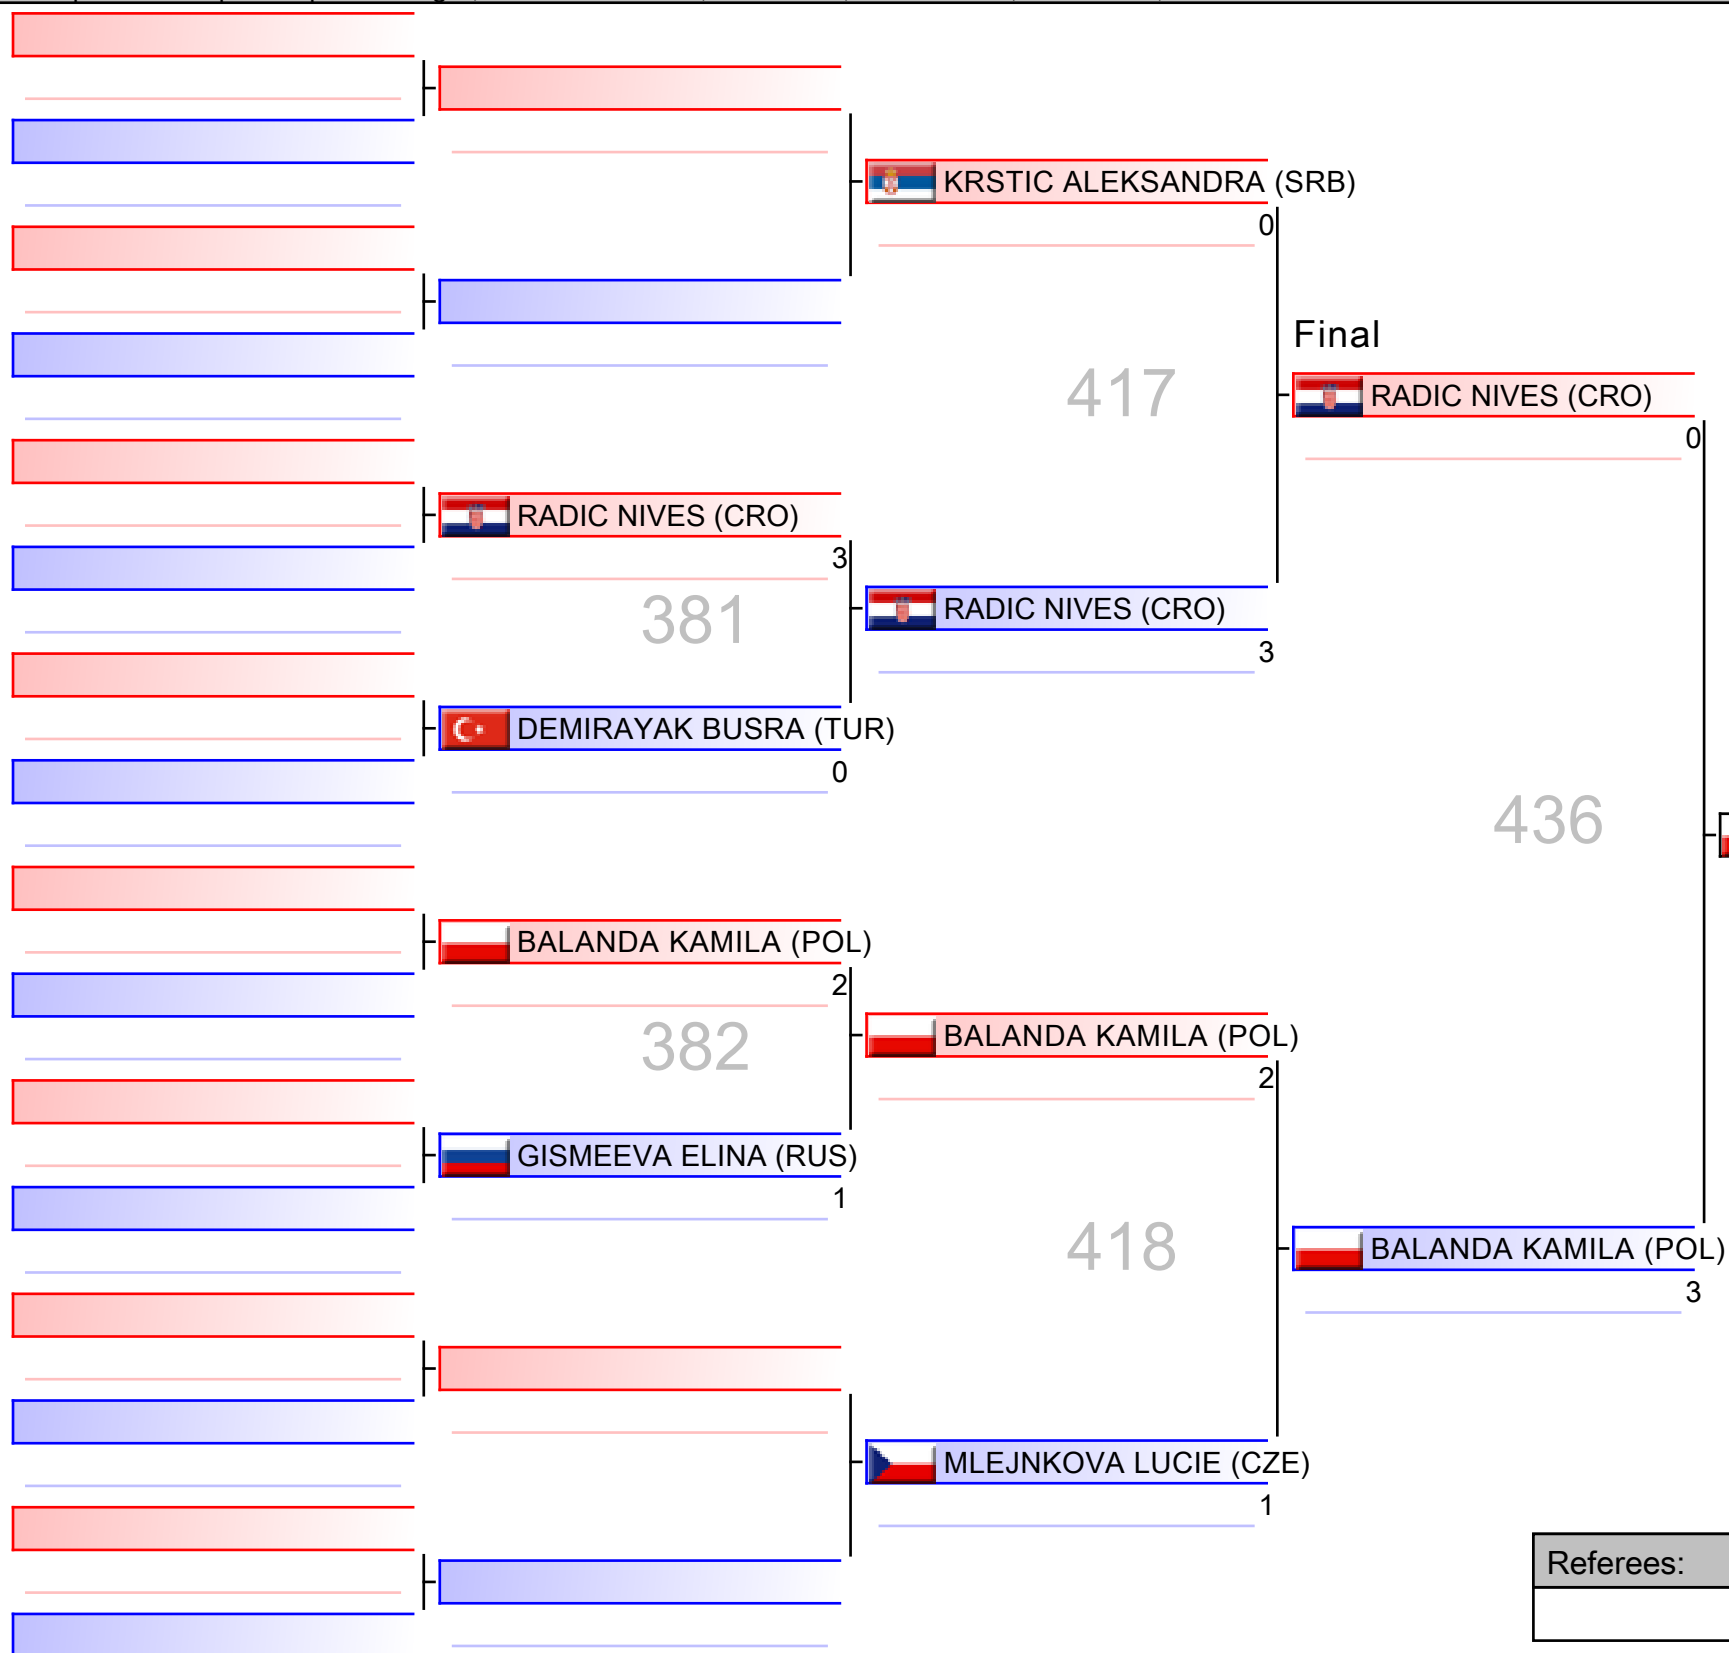 KRSTIC ALEKSANDRA (SRB)
0
Final
417
RADIC NIVES (CRO)
0
RADIC NIVES (CRO)
3
381
RADIC NIVES (CRO)
3
DEMIRAYAK BUSRA (TUR)
0
436
BALANDA KAMILA (POL)
2
382
BALANDA KAMILA (POL)
2
GISMEEVA ELINA (RUS)
1
418
BALANDA KAMILA (POL)
3
MLEJNKOVA LUCIE (CZE)
1
Referees: